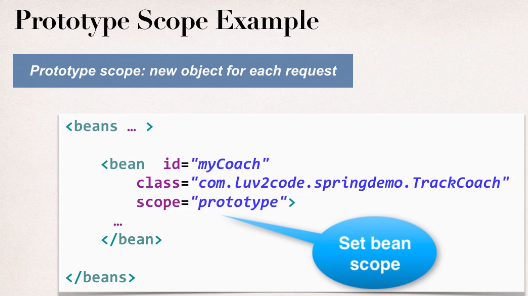 Prototype Scope Example
Prototype scope: new object for each request
<beans … >
<bean id="myCoach"
class="com.luv2code.springdemo.TrackCoach"
scope="prototype">
…
</bean>
Set bean
scope
</beans>